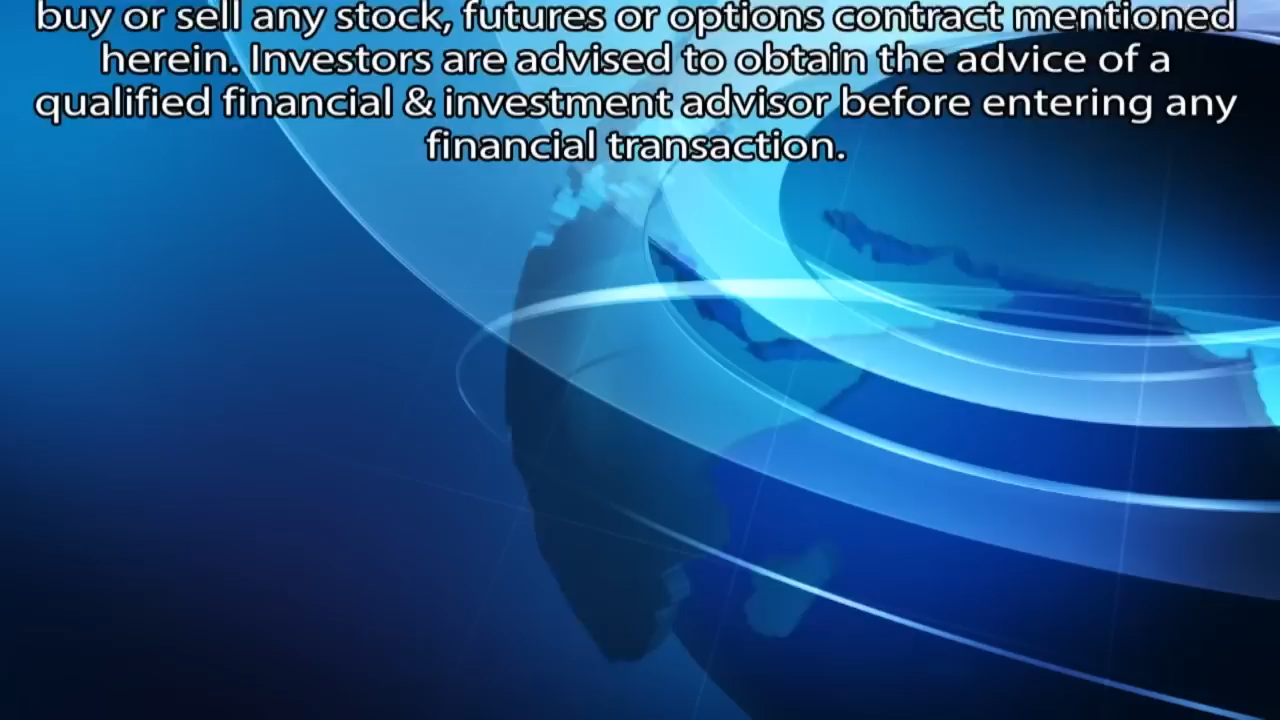 buy or sell any stock, futures or options contract mentioned
herein. Investors are advised to obtain the advice of a
qualified financial & investment advisor before entering any
financial transaction.